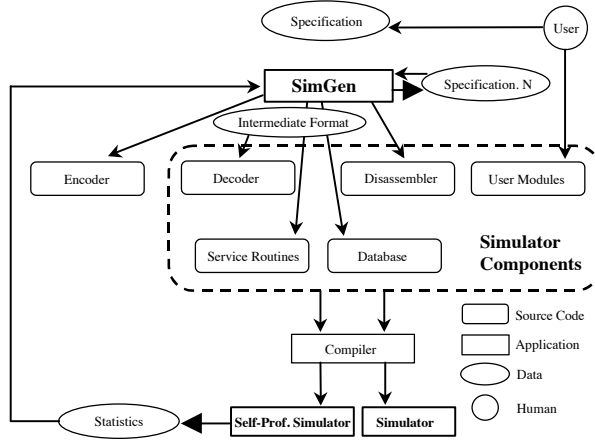 Specification
User
SimGen
Specification. N
Intermediate Format
Encoder
Decoder
Disassembler
User Modules
Service Routines
Database
Simulator
Components
Source Code
Compiler
Application
Data
Statistics
Self-Prof. Simulator
Simulator
Human